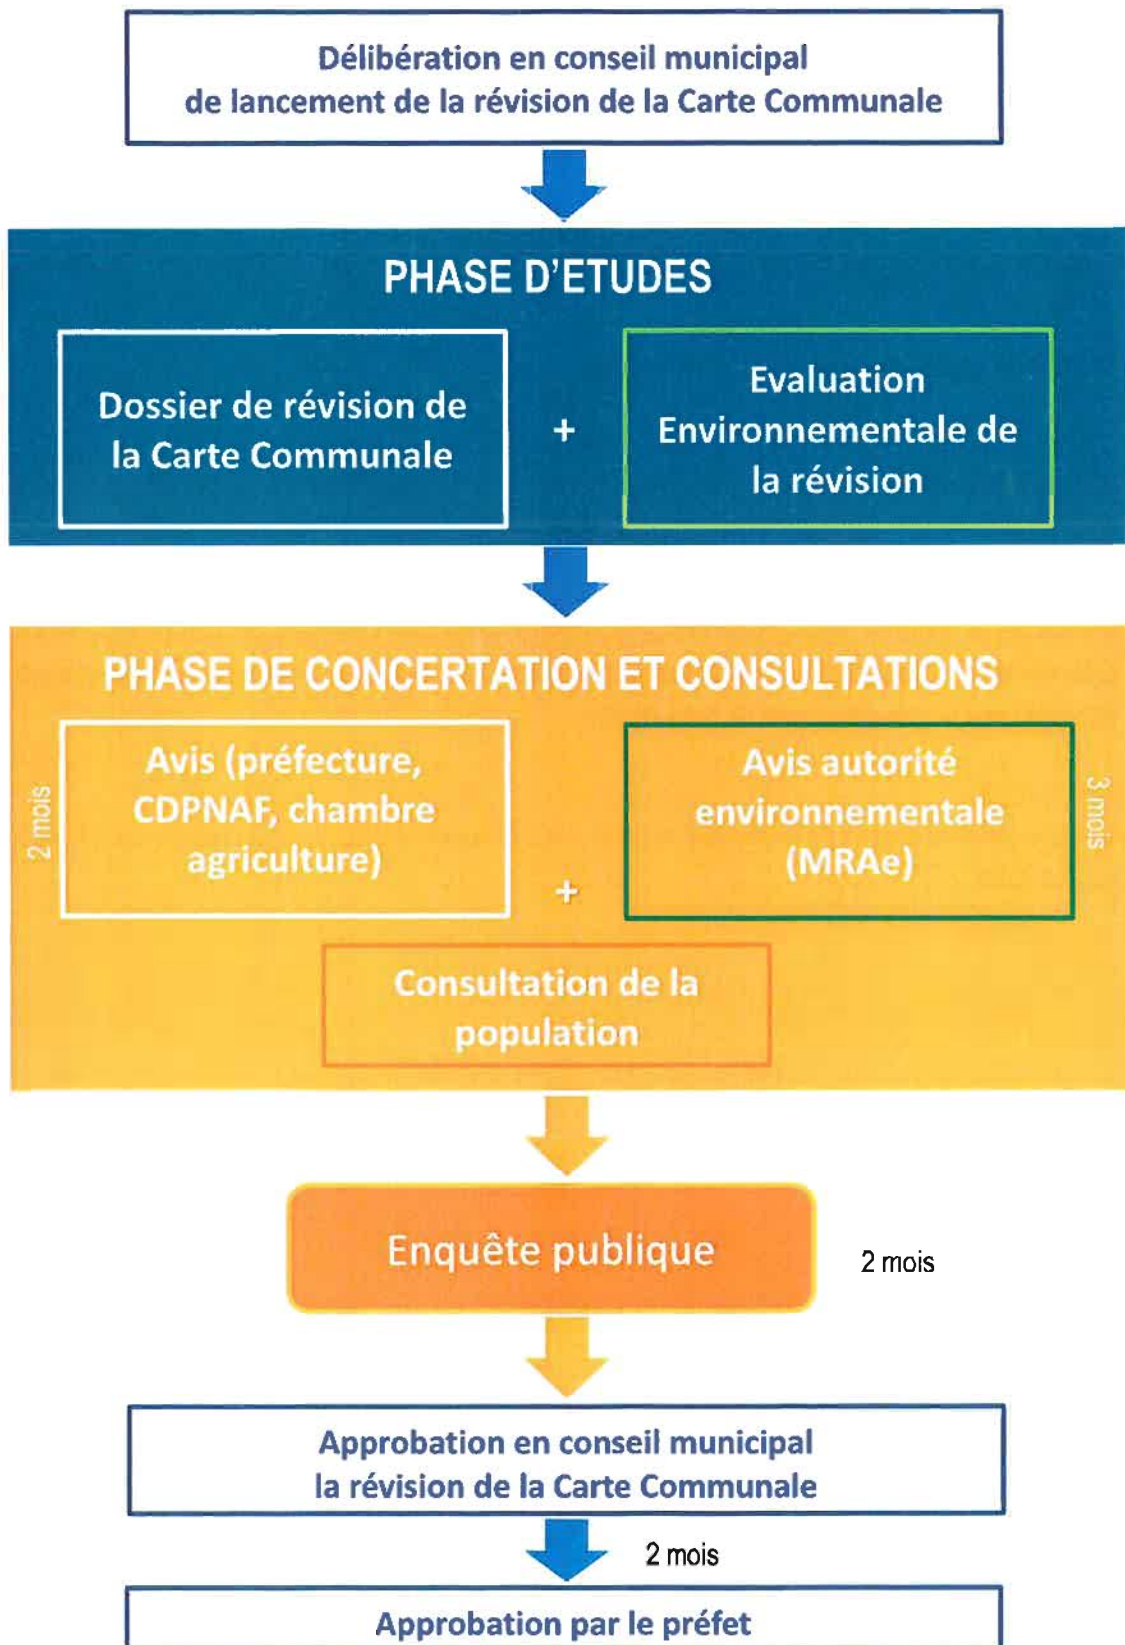 Délibération en conseil municipal
de lancement de la révision de la Carte Communale
PHASE D'ETUDES
Dossier de révision de
la Carte Communale
+
Evaluation
Environnementale de
la révision
PHASE DE CONCERTATION ET CONSULTATIONS
2 mois
Avis (préfecture,
CDPNAF, chambre
agriculture)
+
Avis autorité
environnementale
(MRAe)
3 mois
Consultation de la
population
Enquête publique
2 mois
Approbation en conseil municipal
la révision de la Carte Communale
2 mois
Approbation par le préfet